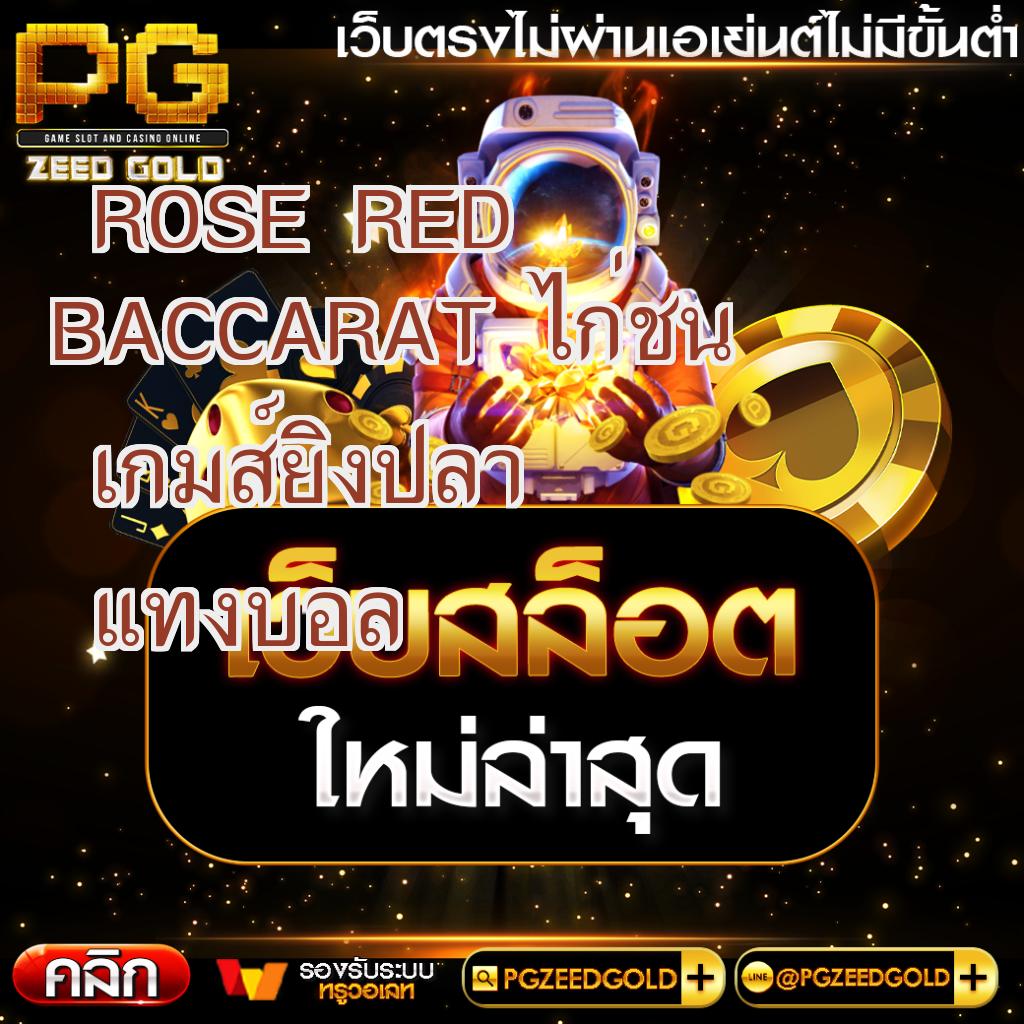 เว็บตรงไม่ผ่านเอเย่นต์ไม่มีขั้นต่ำ
PG
GAME SLOT AND CASINO ONLINE
ZEED GOLD
ROSE RED
BACCARAT ไก่ชน
เกมส์ยิงปลา
แทงบอล
เว็บสล็อต
ใหม่ล่าสุด
คลิก
รองรับระบบ
ทรูวอเลท
PGZEEDGOLD +
LINE @PGZEEDGOLD +
K
J